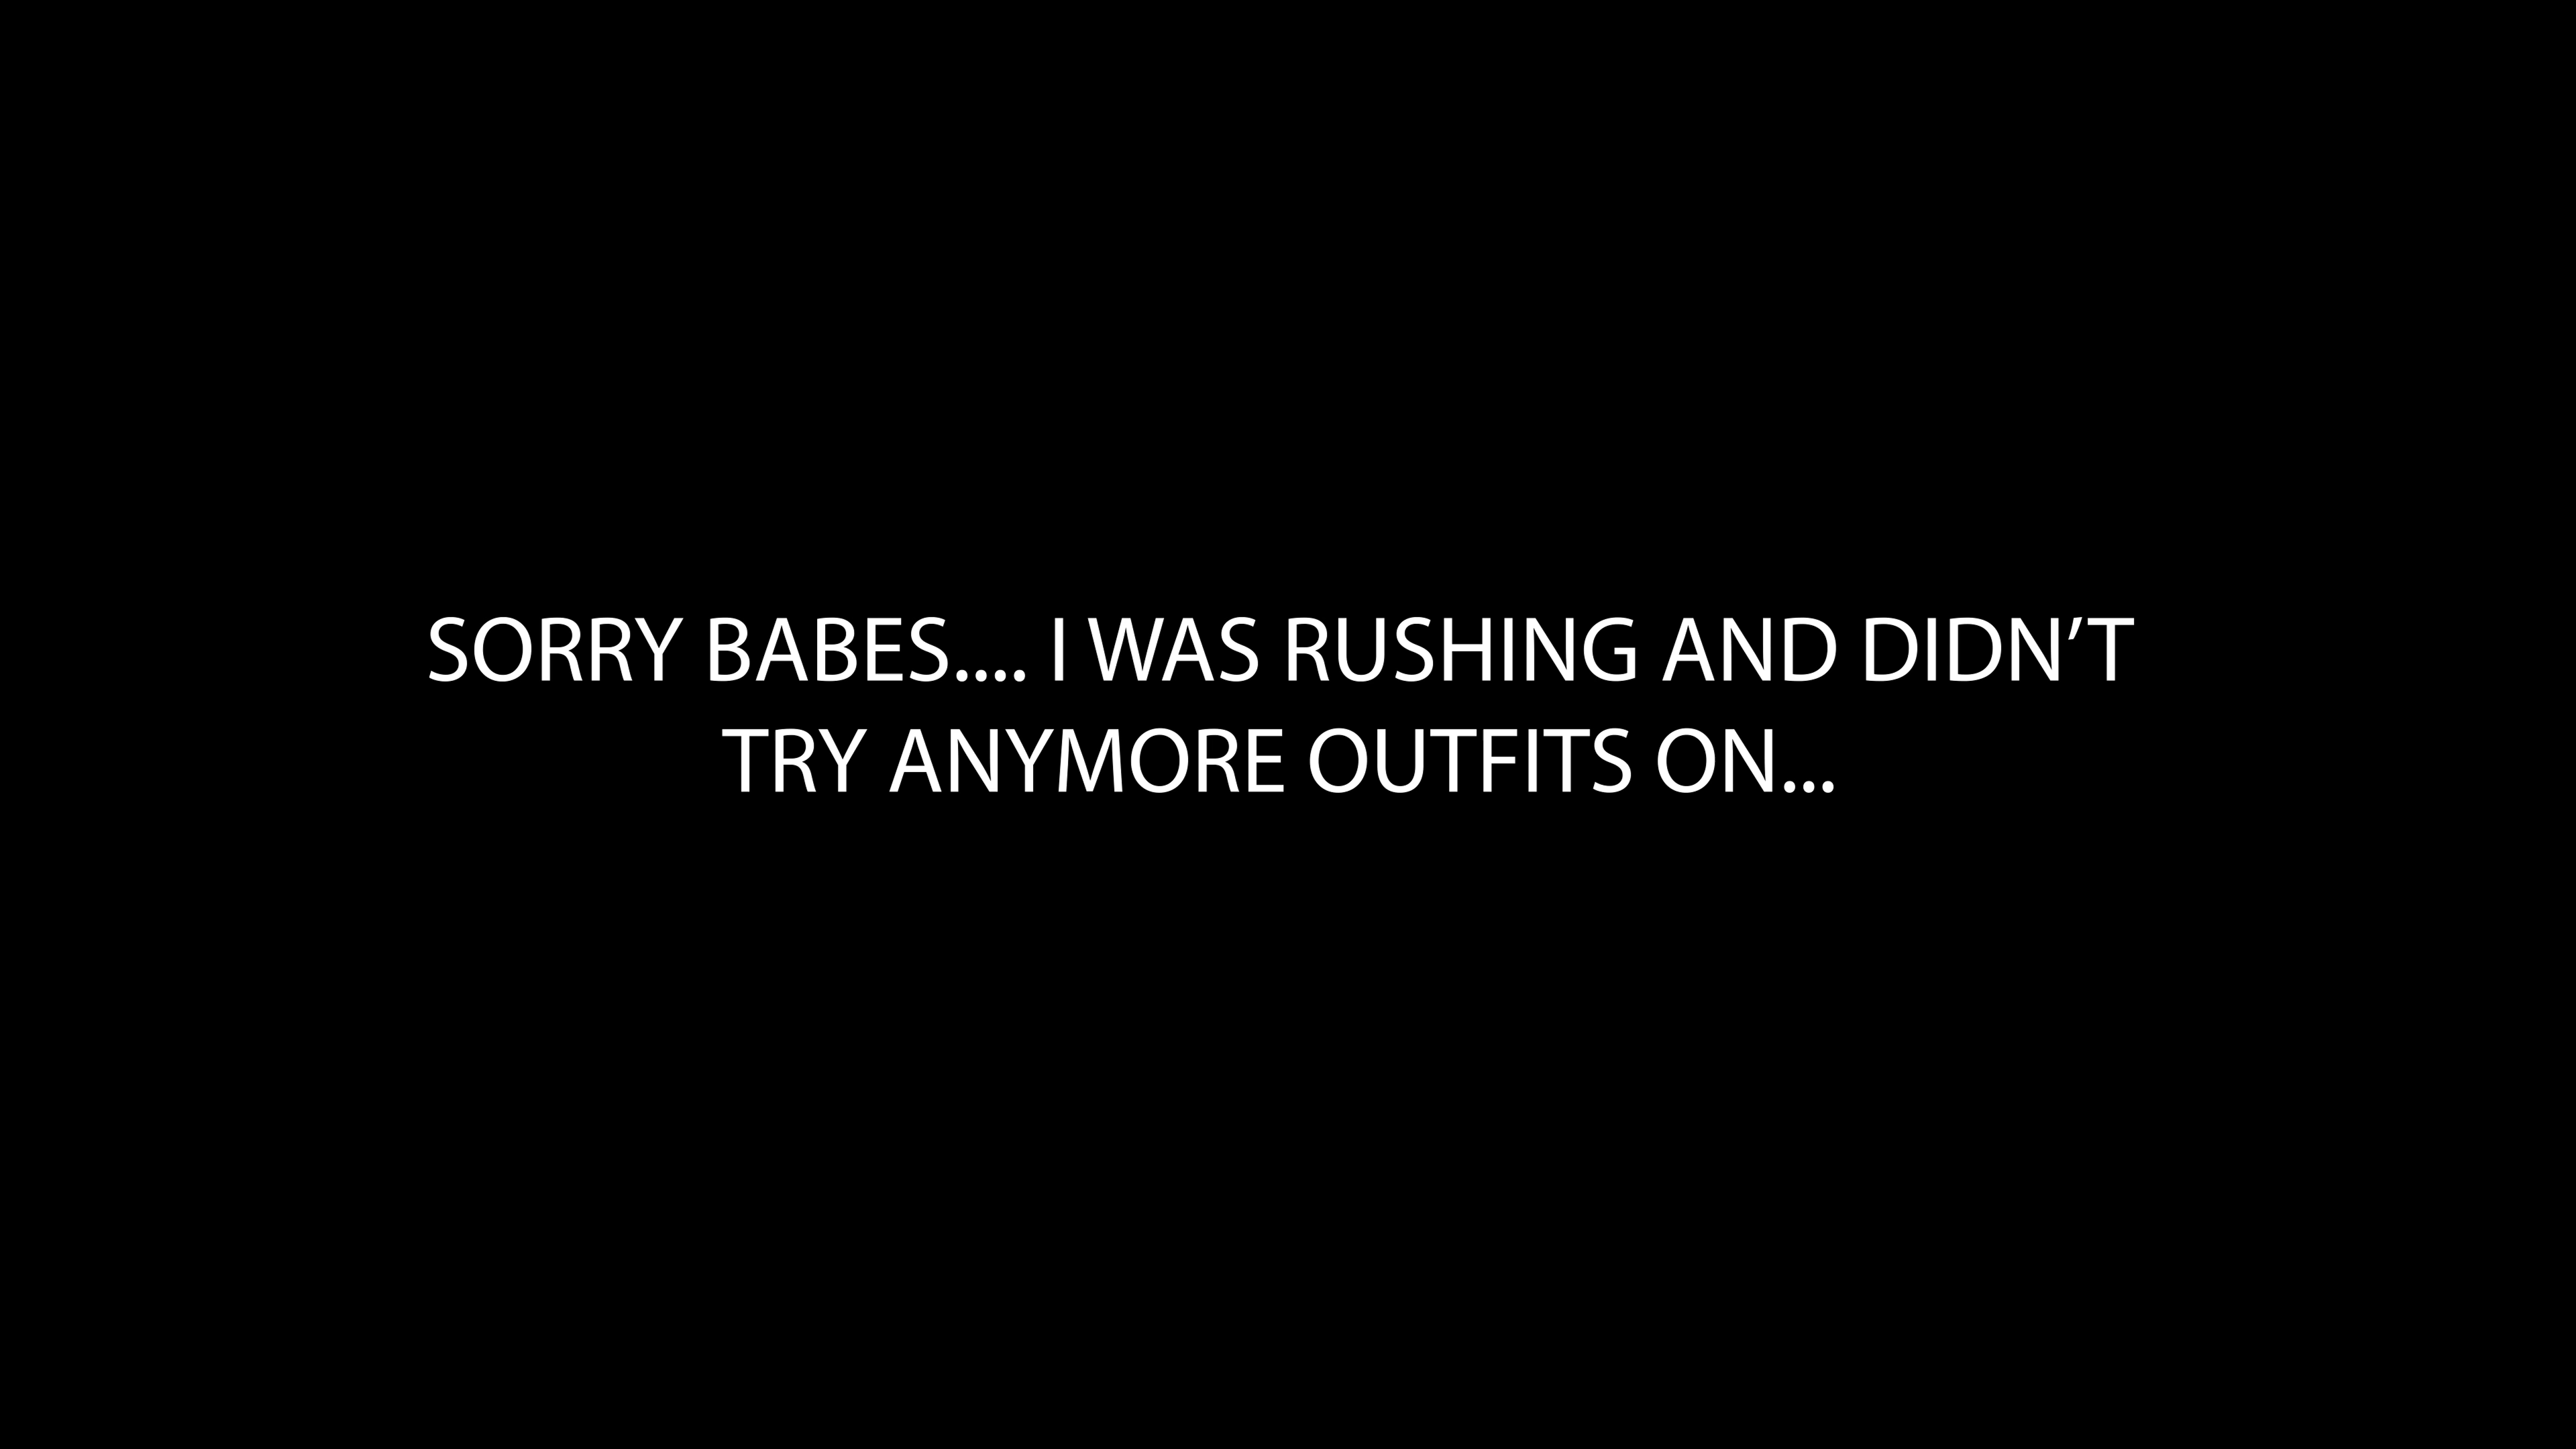 SORRY BABES.... I WAS RUSHING AND DIDN’T
TRY ANYMORE OUTFITS ON...